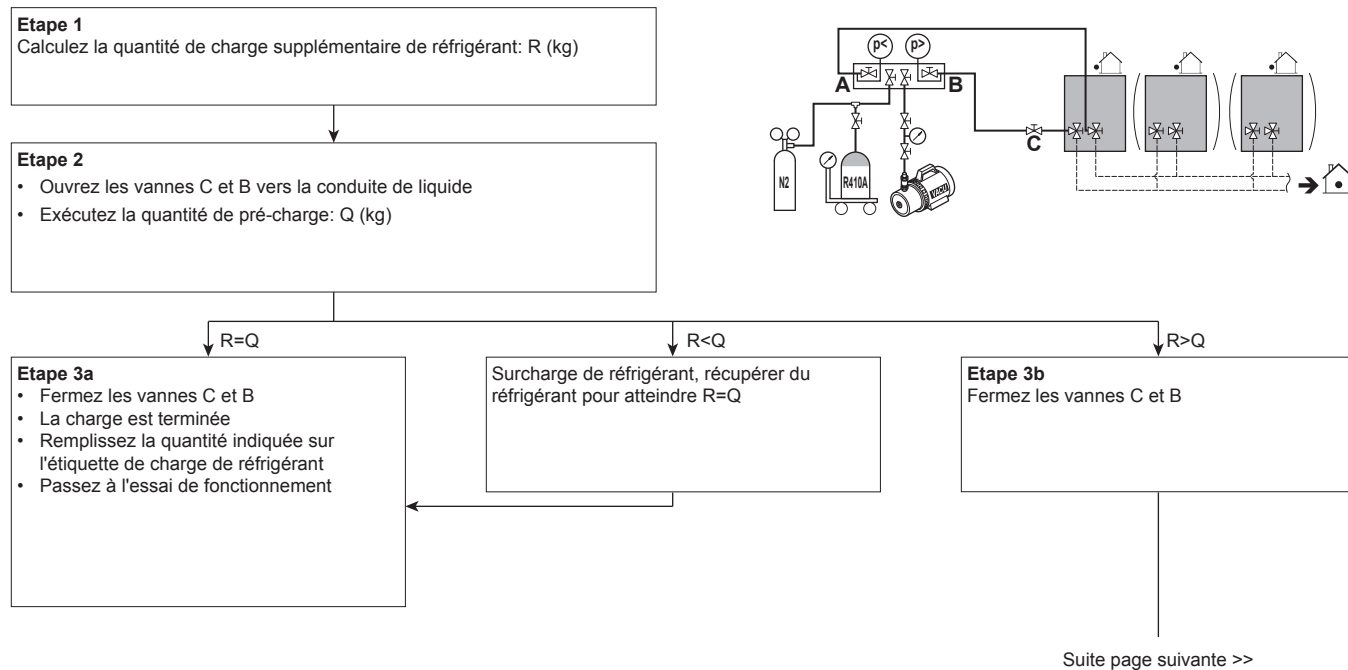 Etape 1
Calculez la quantité de charge supplémentaire de réfrigérant: R (kg)
p<
p>
A
B
C
N2
R410A
VACU
Etape 2
• Ouvrez les vannes C et B vers la conduite de liquide
• Exécutez la quantité de pré-charge: Q (kg)
R=Q
R<Q
R>Q
Etape 3a
• Fermez les vannes C et B
• La charge est terminée
• Remplissez la quantité indiquée sur
l'étiquette de charge de réfrigérant
• Passez à l'essai de fonctionnement
Surcharge de réfrigérant, récupérer du
réfrigérant pour atteindre R=Q
Etape 3b
Fermez les vannes C et B
Suite page suivante >>